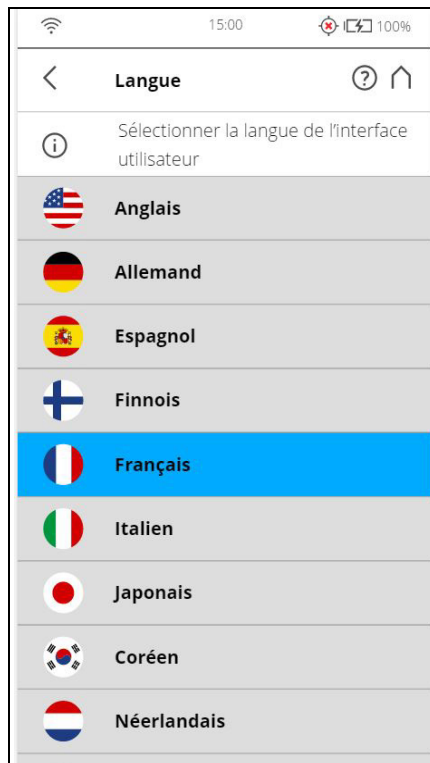 15:00
100%
Langue
Sélectionner la langue de l'interface
utilisateur
Anglais
Allemand
Espagnol
Finnois
Français
Italien
Japonais
Coréen
Néerlandais